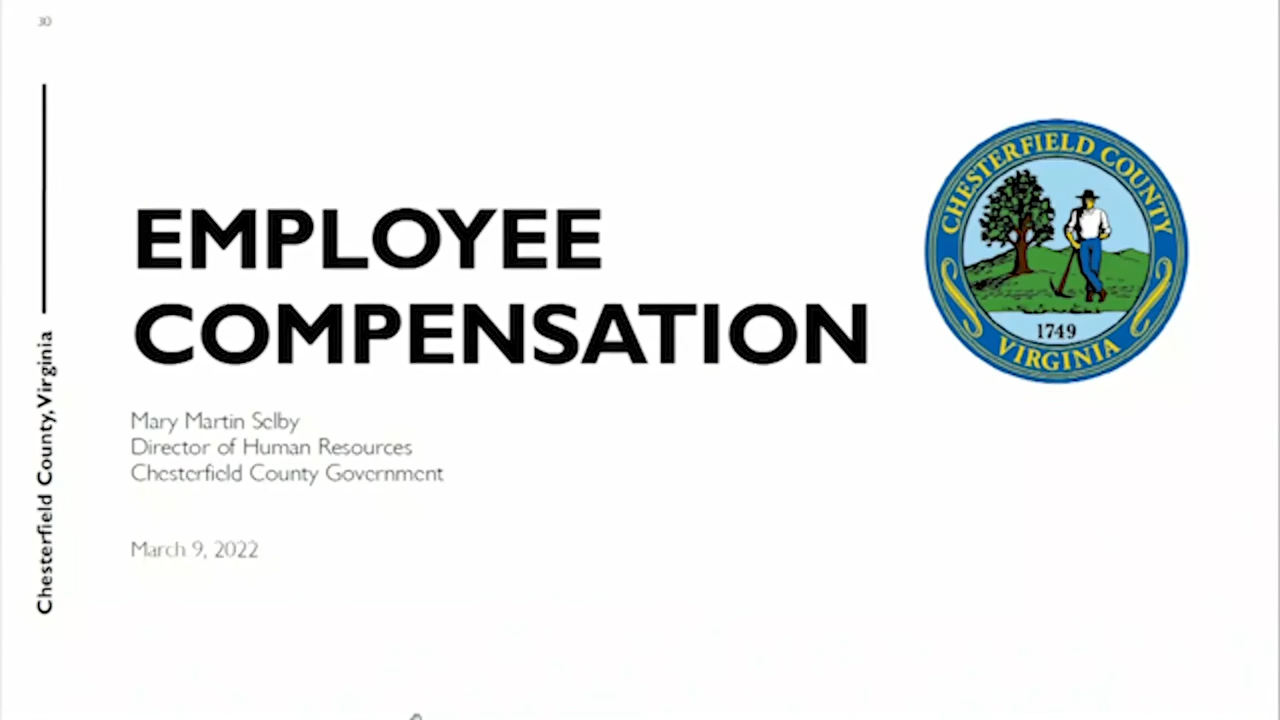 30
EMPLOYEE
COMPENSATION
Mary Martin Selby
Director of Human Resources
Chesterfield County Government
March 9, 2022
Chesterfield County, Virginia
CHESTERFIELD COUNTY
1749
VIRGINIA